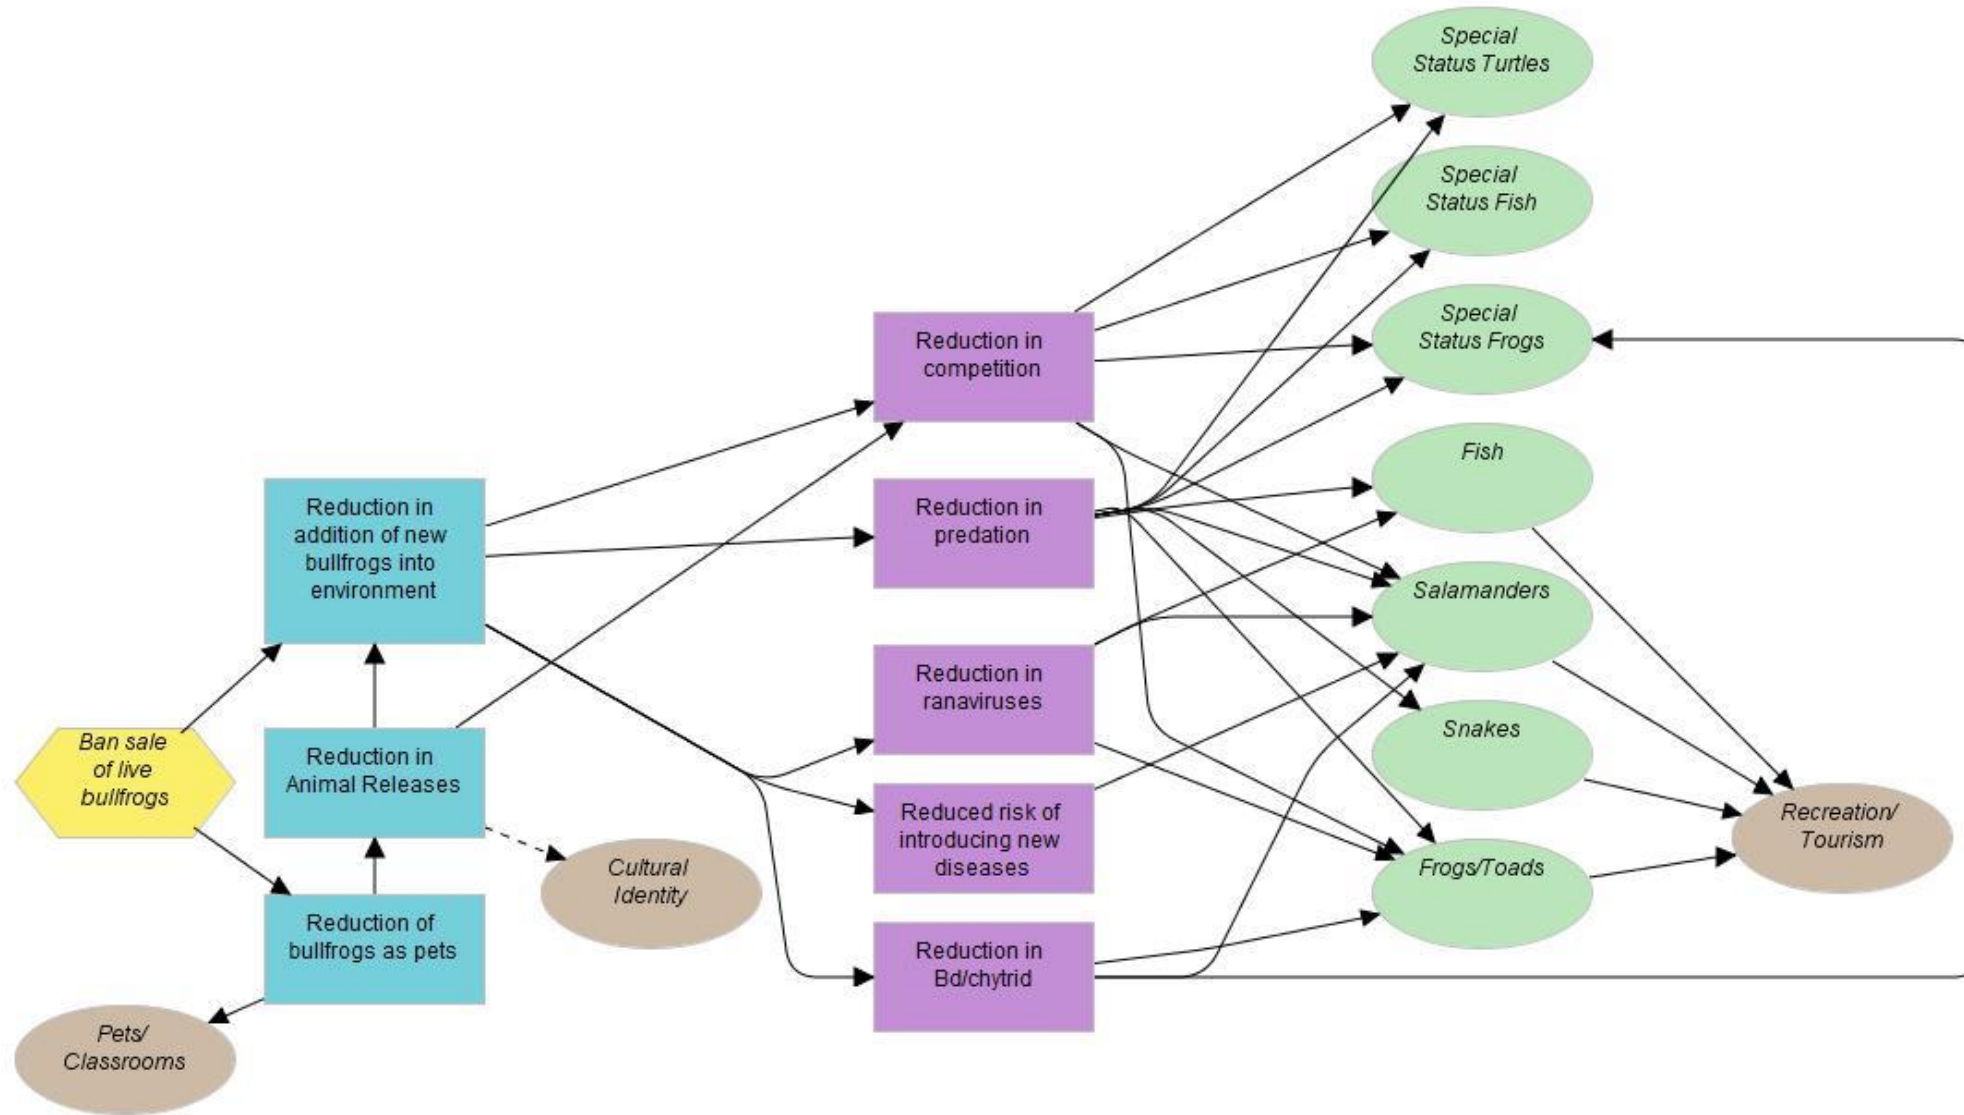 Special
Status Turtles
Special
Status Fish
Special
Status Frogs
Reduction in
competition
Fish
Reduction in
addition of new
bullfrogs into
environment
Reduction in
predation
Salamanders
Reduction in
ranaviruses
Snakes
Ban sale
of live
bullfrogs
Reduction in
Animal Releases
Reduced risk of
introducing new
diseases
Recreation/
Tourism
Cultural
Identity
Frogs/Toads
Reduction of
bullfrogs as pets
Reduction in
Bd/chytrid
Pets/
Classrooms